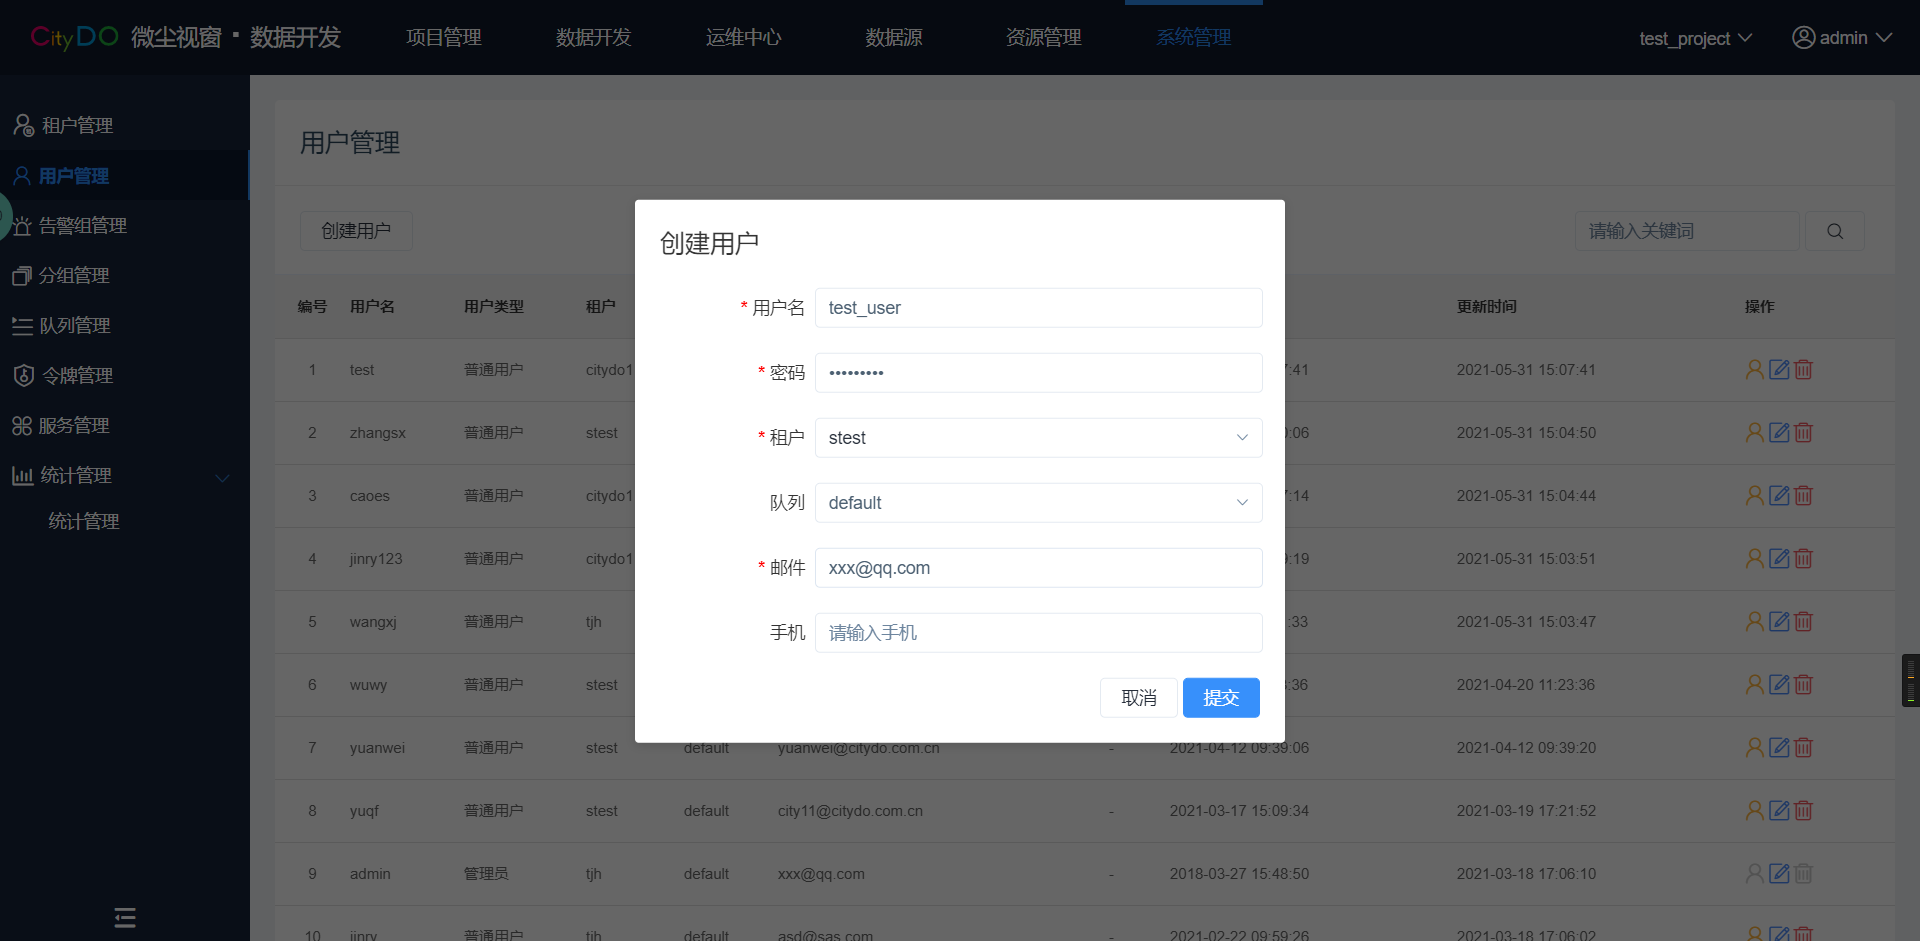 CityDO 微尘视窗 · 数据开发 项目管理 数据开发 运维中心 数据源 资源管理 系统管理 test_project admin
租户管理
用户管理
告警组管理
分组管理
队列管理
令牌管理
服务管理
统计管理
统计管理
用户管理
创建用户 请输入关键词
编号 用户名 用户类型 租户 更新时间 操作
1 test 普通用户 citydo1 :41 2021-05-31 15:07:41
2 zhangsx 普通用户 stest :06 2021-05-31 15:04:50
3 caoes 普通用户 citydo1 :14 2021-05-31 15:04:44
4 jinry123 普通用户 citydo1 :19 2021-05-31 15:03:51
5 wangxj 普通用户 tjh :33 2021-05-31 15:03:47
6 wuwy 普通用户 stest :36 2021-04-20 11:23:36
7 yuanwei 普通用户 stest default yuanwei@citydo.com.cn - 2021-04-12 09:39:06 2021-04-12 09:39:20
8 yuqf 普通用户 stest default city11@citydo.com.cn - 2021-03-17 15:09:34 2021-03-19 17:21:52
9 admin 管理员 tjh default xxx@qq.com - 2018-03-27 15:48:50 2021-03-18 17:06:10
10 jinry 普通用户 tjh default asd@sas.com - 2021-02-22 09:59:26 2021-03-18 17:06:02
创建用户
* 用户名 test_user
* 密码 •••••••••
* 租户 stest
队列 default
* 邮件 xxx@qq.com
手机 请输入手机
取消 提交